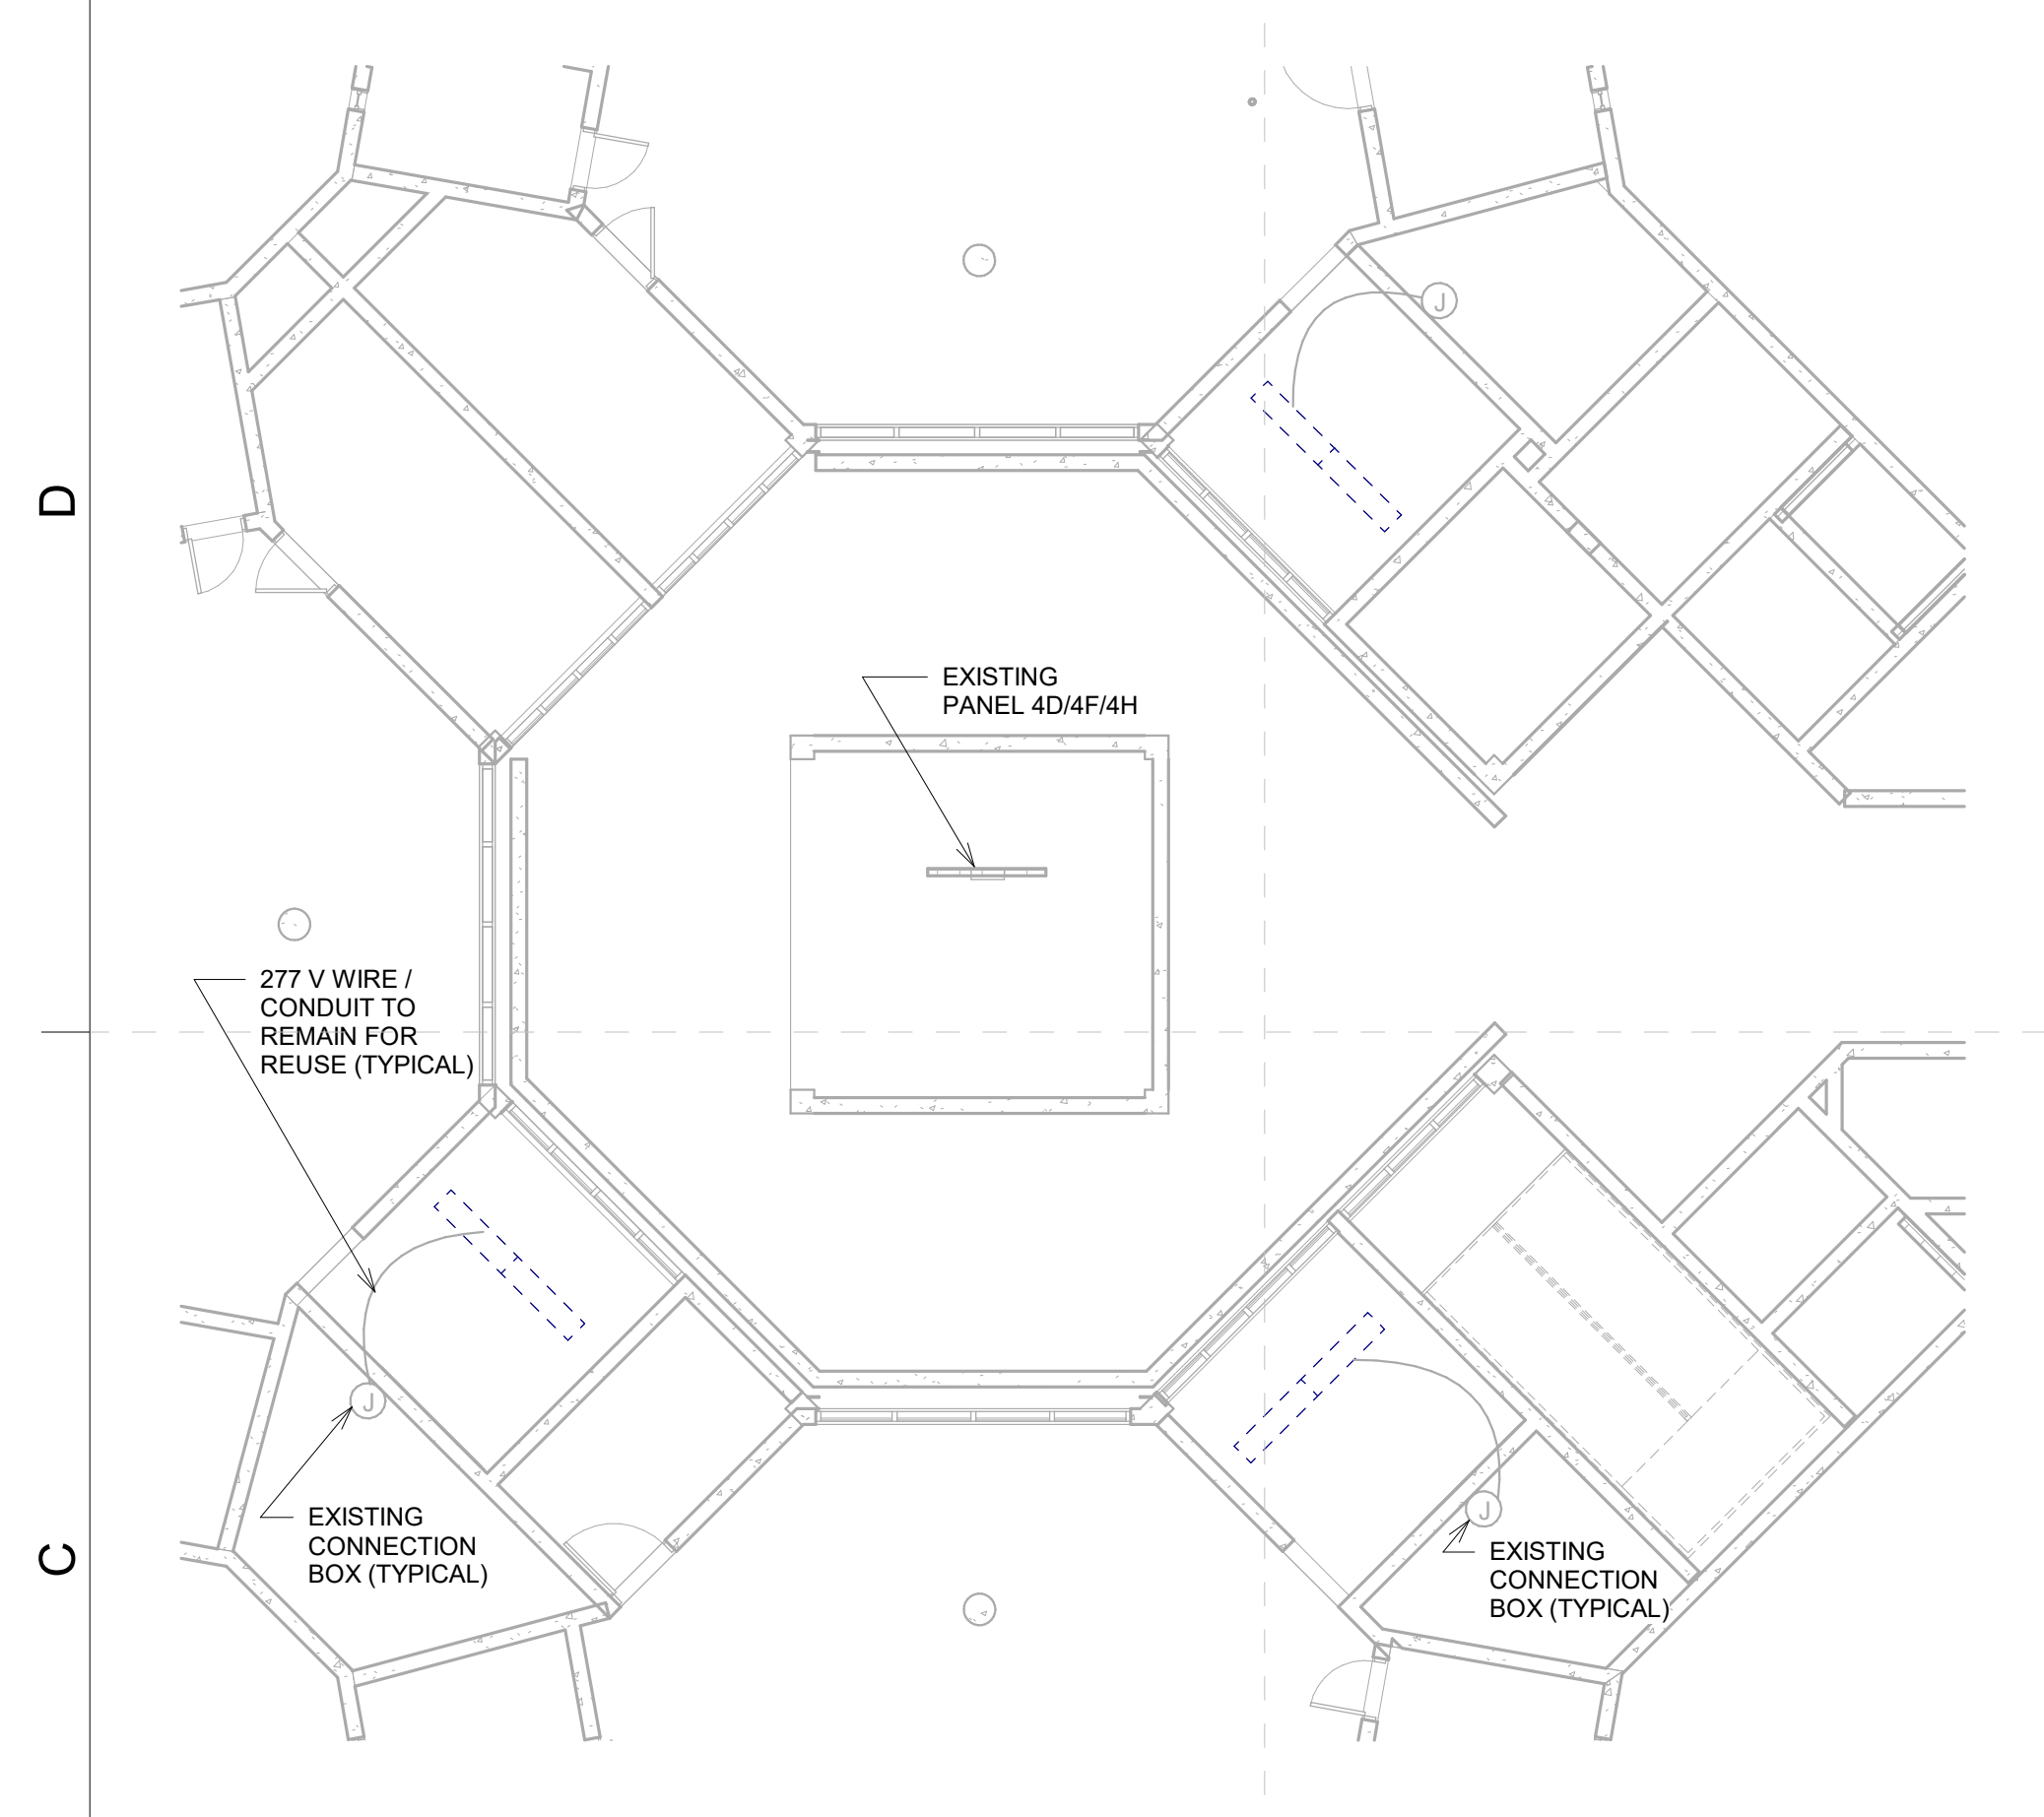 J
D
EXISTING
PANEL 4D/4F/4H
277 V WIRE /
CONDUIT TO
REMAIN FOR
REUSE (TYPICAL)
J
EXISTING
CONNECTION
BOX (TYPICAL)
J
EXISTING
CONNECTION
BOX (TYPICAL)
C